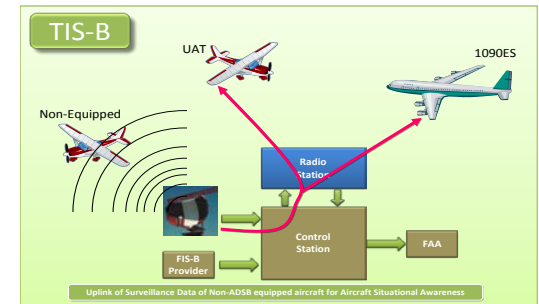 TIS-B
UAT
1090ES
Non-Equipped
Radio
Station
Control
Station
FAA
FIS-B
Provider
Uplink of Surveillance Data of Non-ADSB equipped aircraft for Aircraft Situational Awareness